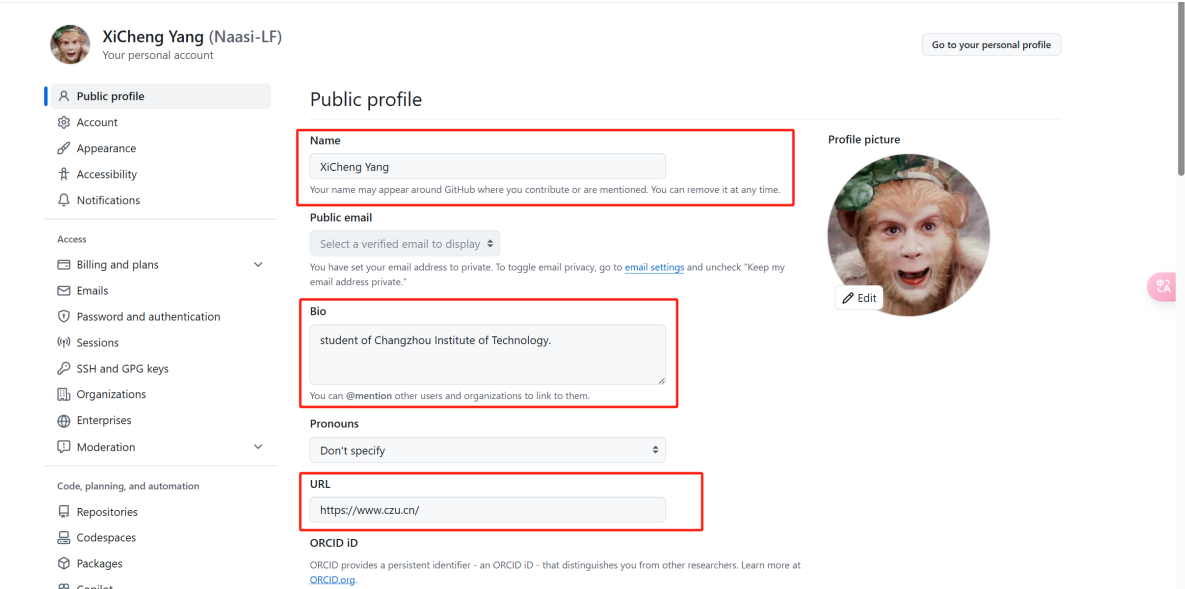 XiCheng Yang (Naasi-LF)
Your personal account
Go to your personal profile
Public profile
Account
Appearance
Accessibility
Notifications
Access
Billing and plans
Emails
Password and authentication
Sessions
SSH and GPG keys
Organizations
Enterprises
Moderation
Code, planning, and automation
Repositories
Codespaces
Packages
Copilot
Public profile
Name
XiCheng Yang
Your name may appear around GitHub where you contribute or are mentioned. You can remove it at any time.
Public email
Select a verified email to display
You have set your email address to private. To toggle email privacy, go to email settings and uncheck "Keep my
email address private."
Bio
student of Changzhou Institute of Technology.
You can @mention other users and organizations to link to them.
Pronouns
Don't specify
URL
https://www.czu.cn/
ORCID iD
ORCID provides a persistent identifier - an ORCID iD - that distinguishes you from other researchers. Learn more at
ORCID.org.
Profile picture
Edit